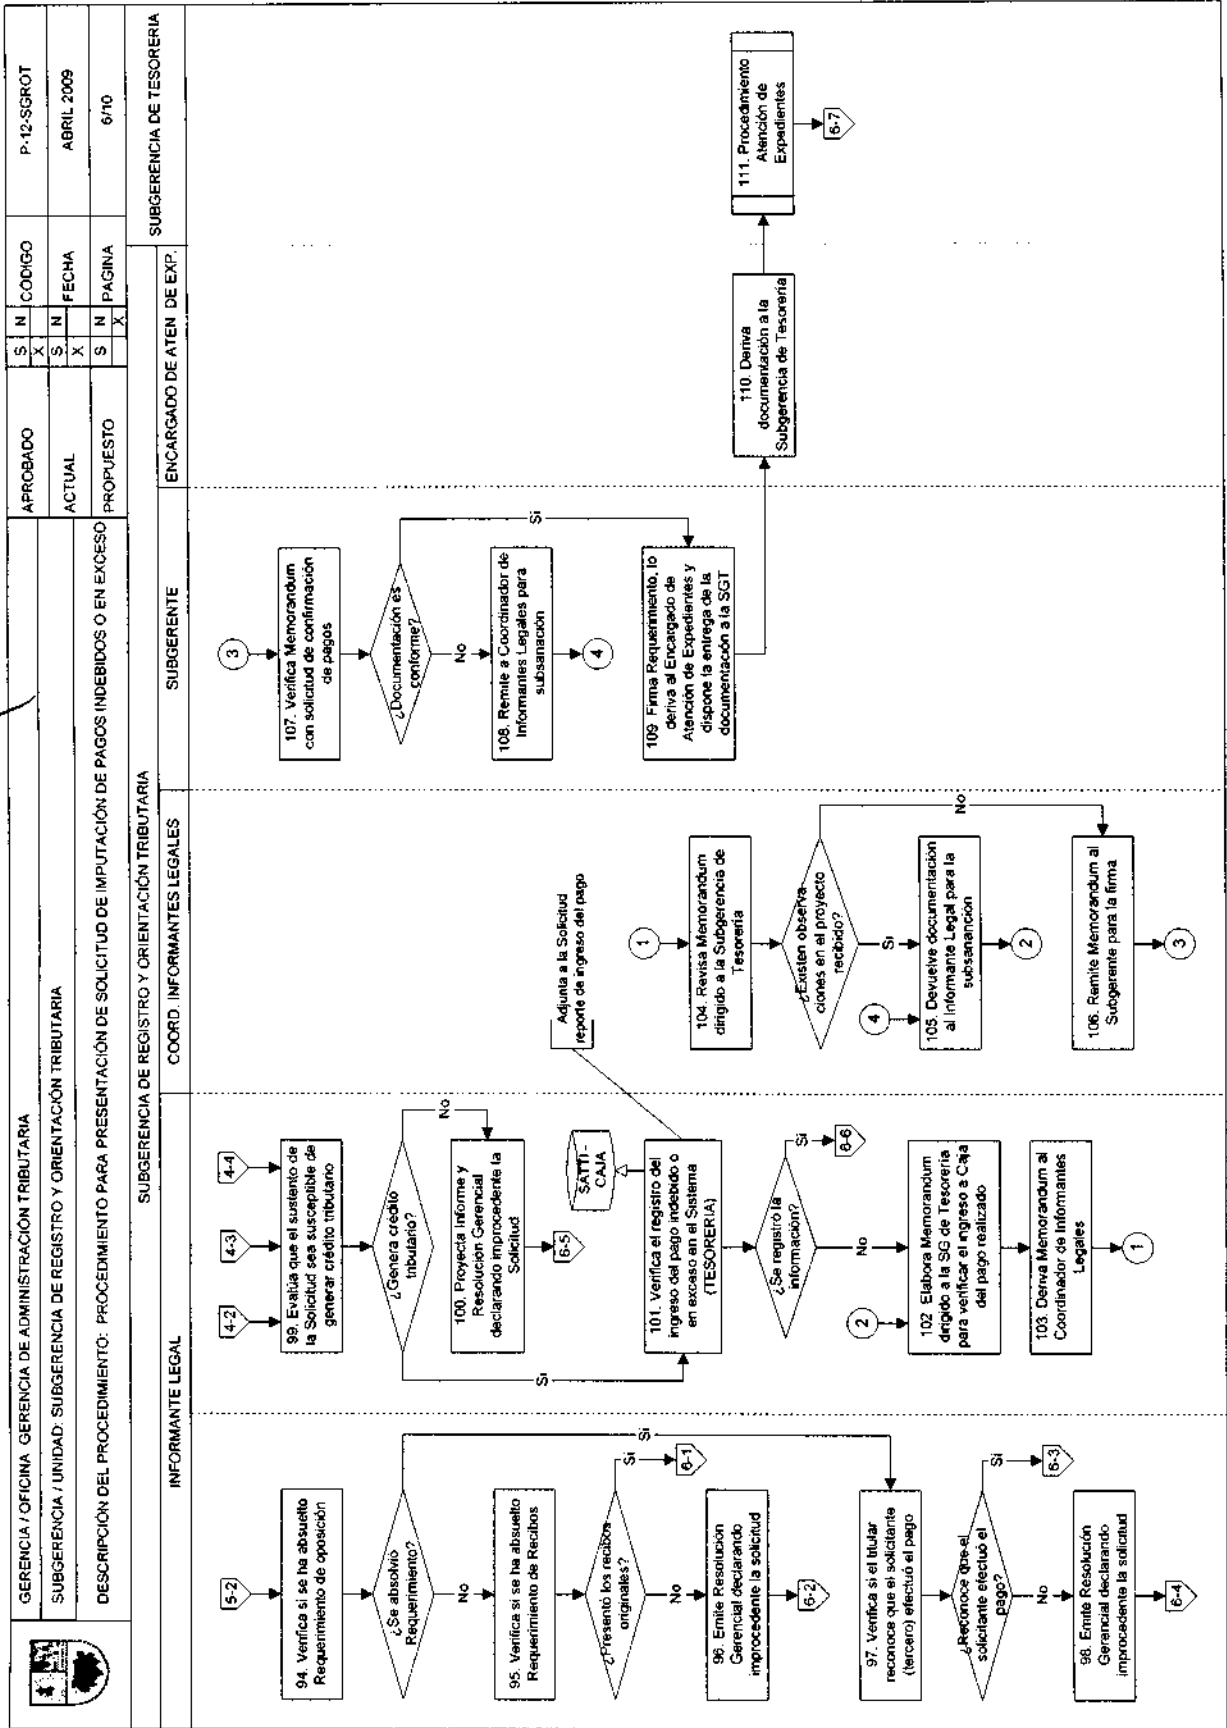 GERENCIA / OFICINA GERENCIA DE ADMINISTRACIÓN TRIBUTARIA
APROBADO
S N
X
CODIGO
P-12-SGROT
SUBGERENCIA / UNIDAD: SUBGERENCIA DE REGISTRO Y ORIENTACIÓN TRIBUTARIA
ACTUAL
S N
X
FECHA
ABRIL 2009
DESCRIPCIÓN DEL PROCEDIMIENTO: PROCEDIMIENTO PARA PRESENTACIÓN DE SOLICITUD DE IMPUTACIÓN DE PAGOS INDEBIDOS O EN EXCESO
PROPUESTO
S N
X
PAGINA
6/10
SUBGERENCIA DE REGISTRO Y ORIENTACIÓN TRIBUTARIA
SUBGERENCIA DE TESORERIA
INFORMANTE LEGAL
COORD. INFORMANTES LEGALES
SUBGERENTE
ENCARGADO DE ATEN DE EXP.
5-2
94. Verifica si se ha absuelto
Requerimiento de oposición
¿Se absolvió
Requerimiento?
Si
No
95. Verifica si se ha absuelto
Requerimiento de Recibos
¿Presentó los recibos
originales?
Si
6-1
No
96. Emite Resolución
Gerencial declarando
improcedente la solicitud
6-2
97. Verifica si el titular
reconoce que el solicitante
(tercero) efectuó el pago
¿Reconoce que el
solicitante efectuó el
pago?
Si
6-3
No
98. Emite Resolución
Gerencial declarando
improcedente la solicitud
6-4
4-2
4-3
4-4
99. Evalúa que el sustento de
la Solicitud sea susceptible de
generar crédito tributario
¿Genera crédito
tributario?
No
Si
100. Proyecta Informe y
Resolución Gerencial
declarando improcedente la
Solicitud
6-5
SATTI -
CAJA
101. Verifica el registro del
ingreso del pago indebido o
en exceso en el Sistema
(TESORERIA)
Adjunta a la Solicitud
reporte de ingreso del pago
¿Se registró la
información?
Si
6-6
No
2
102 Elabora Memorandum
dirigido a la SG de Tesorería
para verificar el ingreso a Caja
del pago realizado
103. Deriva Memorandum al
Coordinador de Informantes
Legales
1
1
104. Revisa Memorandum
dirigido a la Subgerencia de
Tesorería
¿Existen observa-
ciones en el proyecto
recibido?
No
Si
4
105. Devuelve documentación
al Informante Legal para la
subsanación
2
106. Remite Memorandum al
Subgerente para la firma
3
3
107. Verifica Memorandum
con solicitud de confirmación
de pagos
¿Documentación es
conforme?
Si
No
108. Remite a Coordinador de
Informantes Legales para
subsanación
4
109 Firma Requerimiento, lo
deriva al Encargado de
Atención de Expedientes y
dispone la entrega de la
documentación a la SGT
110. Deriva
documentación a la
Subgerencia de Tesorería
111. Procedimiento
Atención de
Expedientes
6-7